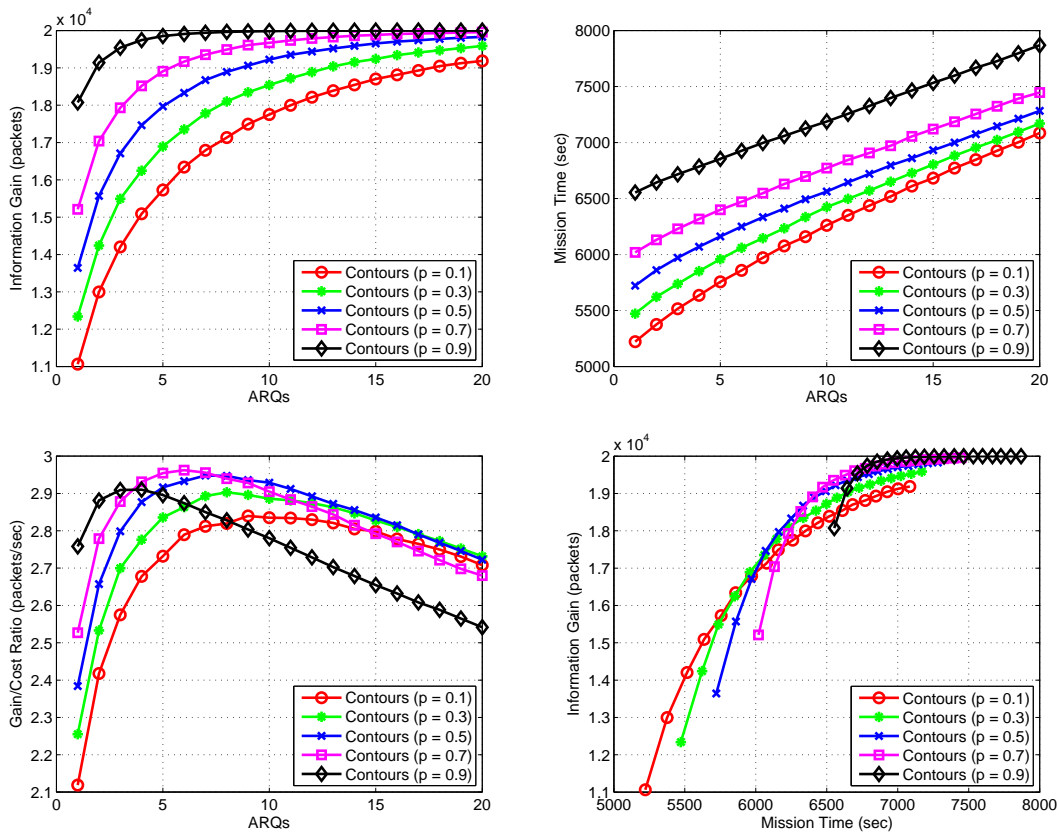 x 10^4
2
1.9
1.8
1.7
1.6
1.5
1.4
1.3
1.2
1.1
0 5 10 15 20
ARQs
Information Gain (packets)
Contours (p = 0.1)
Contours (p = 0.3)
Contours (p = 0.5)
Contours (p = 0.7)
Contours (p = 0.9)
8000
7500
7000
6500
6000
5500
5000
0 5 10 15 20
ARQs
Mission Time (sec)
Contours (p = 0.1)
Contours (p = 0.3)
Contours (p = 0.5)
Contours (p = 0.7)
Contours (p = 0.9)
3
2.9
2.8
2.7
2.6
2.5
2.4
2.3
2.2
2.1
0 5 10 15 20
ARQs
Gain/Cost Ratio (packets/sec)
Contours (p = 0.1)
Contours (p = 0.3)
Contours (p = 0.5)
Contours (p = 0.7)
Contours (p = 0.9)
x 10^4
2
1.9
1.8
1.7
1.6
1.5
1.4
1.3
1.2
1.1
5000 5500 6000 6500 7000 7500 8000
Mission Time (sec)
Information Gain (packets)
Contours (p = 0.1)
Contours (p = 0.3)
Contours (p = 0.5)
Contours (p = 0.7)
Contours (p = 0.9)